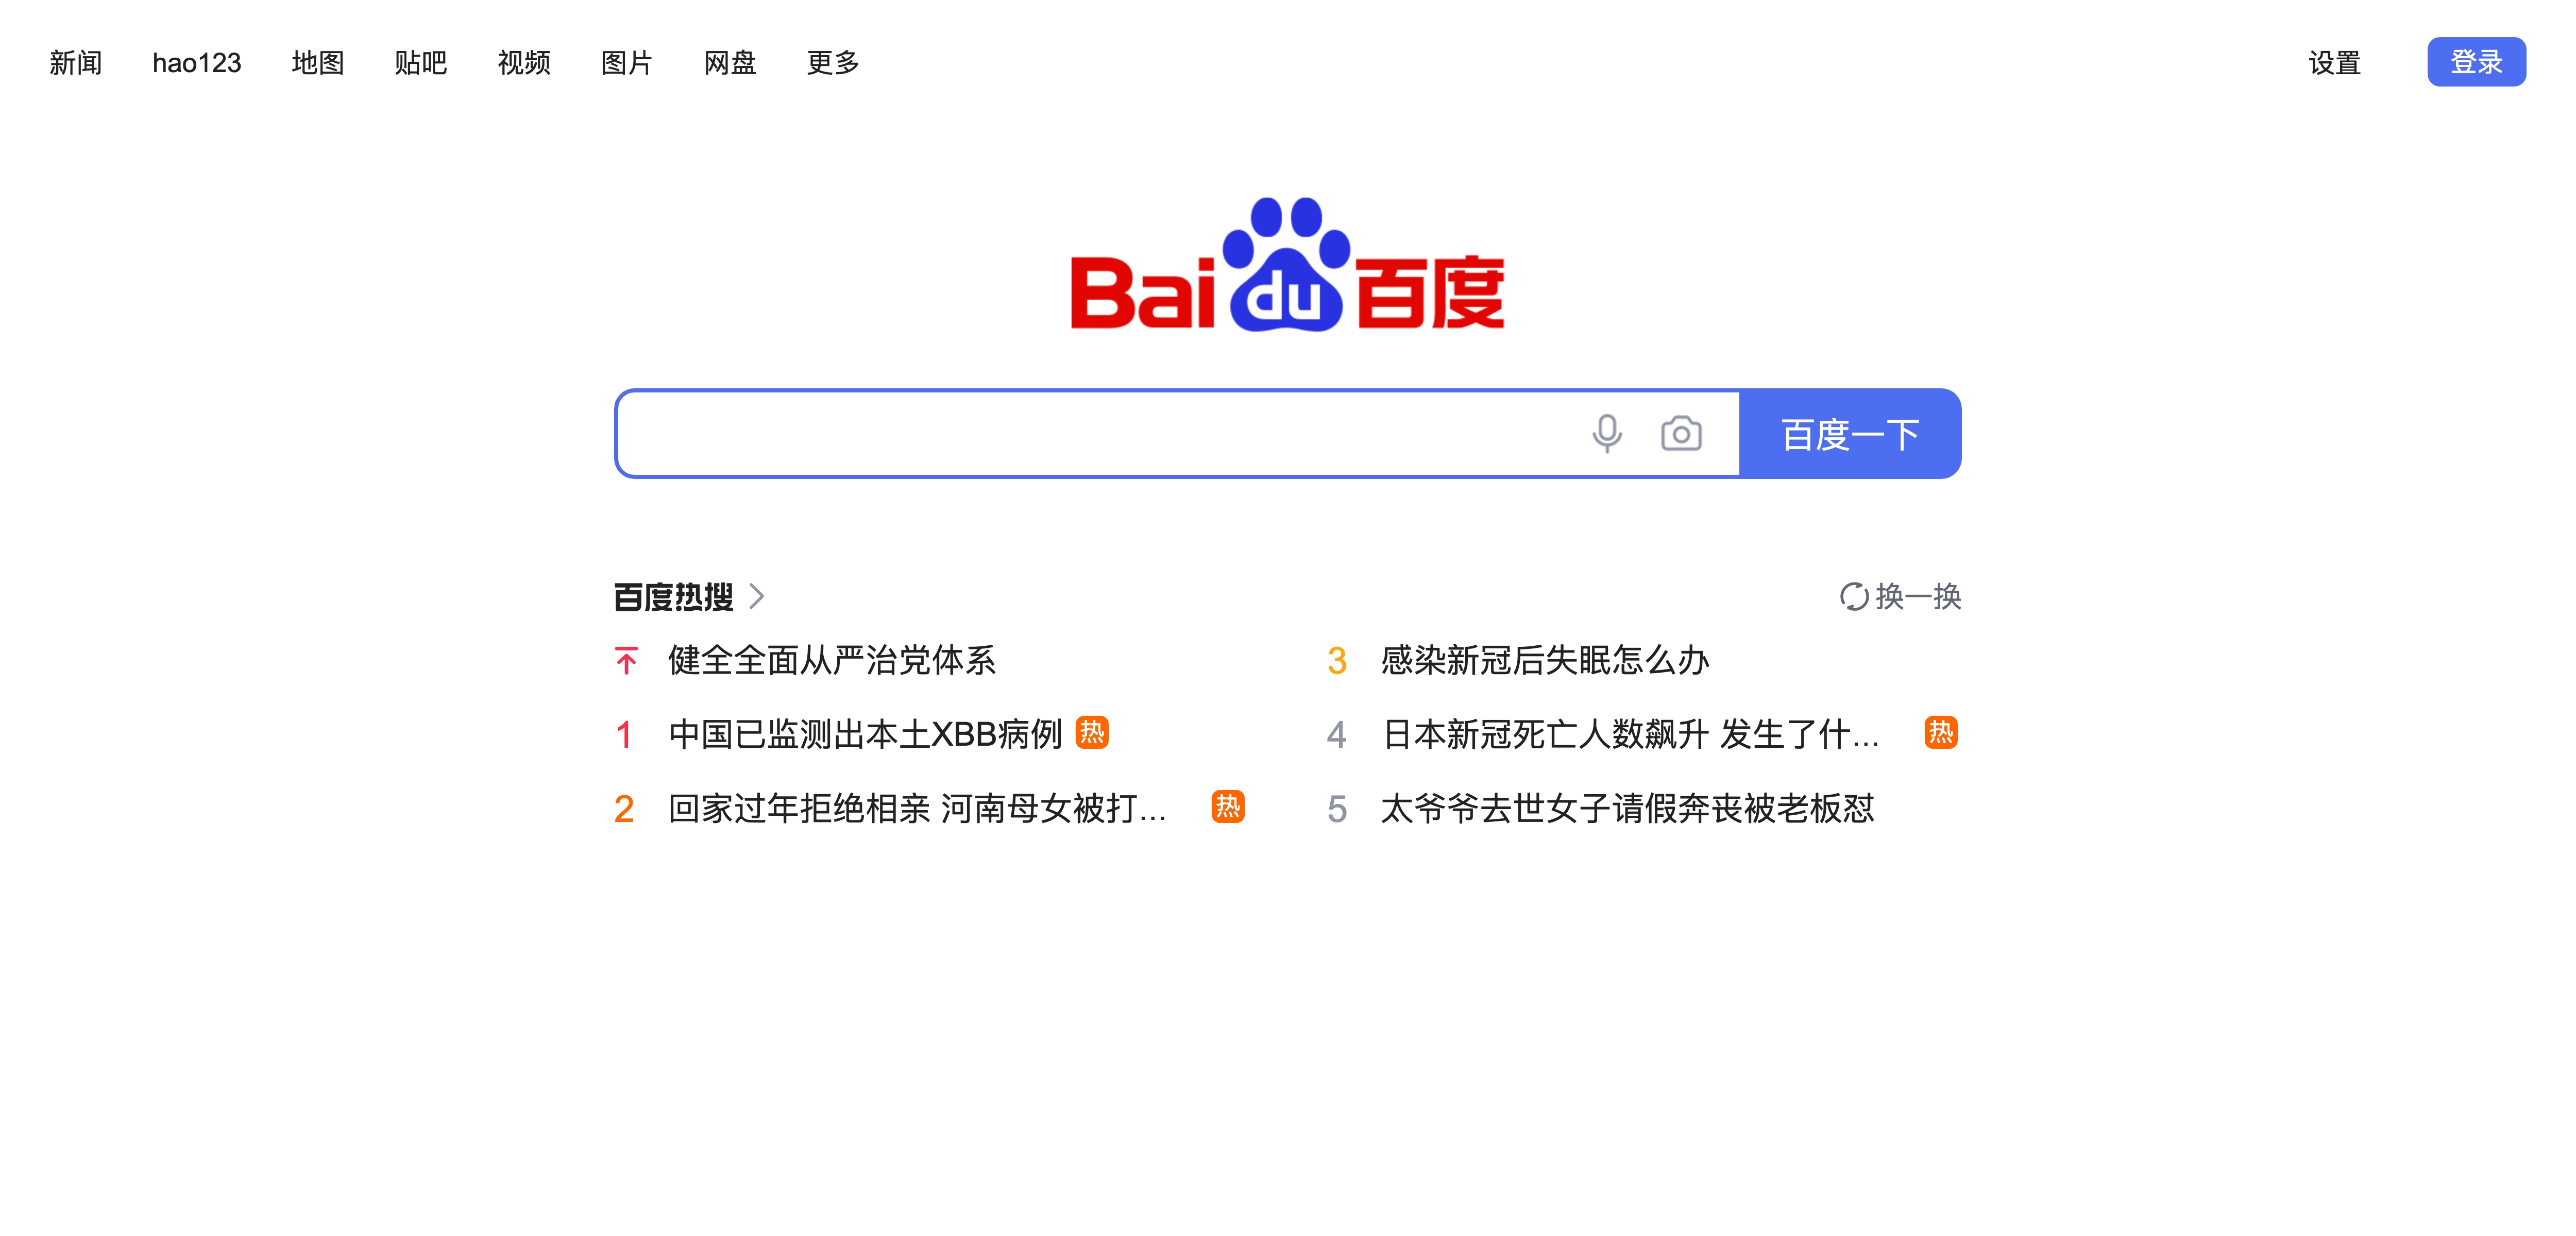 新闻 hao123 地图 贴吧 视频 图片 网盘 更多 设置 登录
Bai du 百度
百度一下
百度热搜 换一换
健全全面从严治党体系
1 中国已监测出本土XBB病例 热
2 回家过年拒绝相亲 河南母女被打... 热
3 感染新冠后失眠怎么办
4 日本新冠死亡人数飙升 发生了什... 热
5 太爷爷去世女子请假奔丧被老板怼